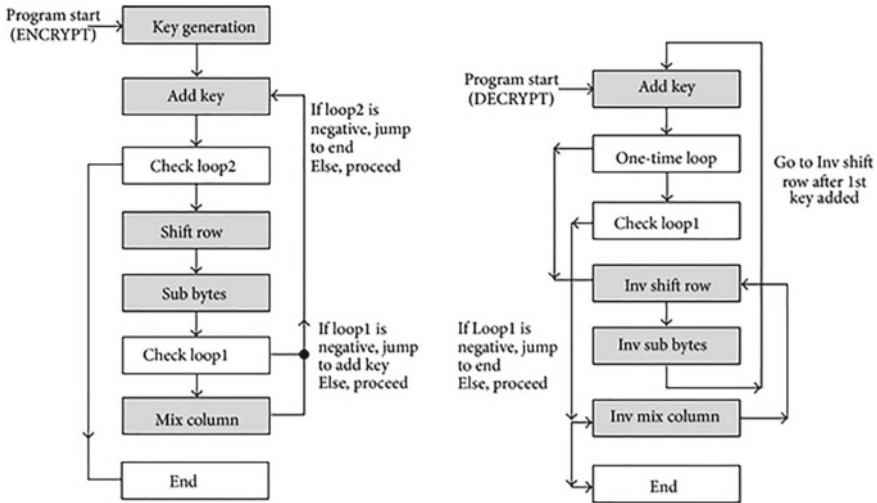 Program start
(ENCRYPT)
Key generation
Add key
If loop2 is
negative, jump
to end
Else, proceed
Check loop2
Shift row
Sub bytes
Check loop1
If loop1 is
negative, jump
to add key
Else, proceed
Mix column
End
Program start
(DECRYPT)
Add key
One-time loop
Go to Inv shift
row after 1st
key added
Check loop1
Inv shift row
If Loop1 is
negative, jump
to end
Else, proceed
Inv sub bytes
Inv mix column
End